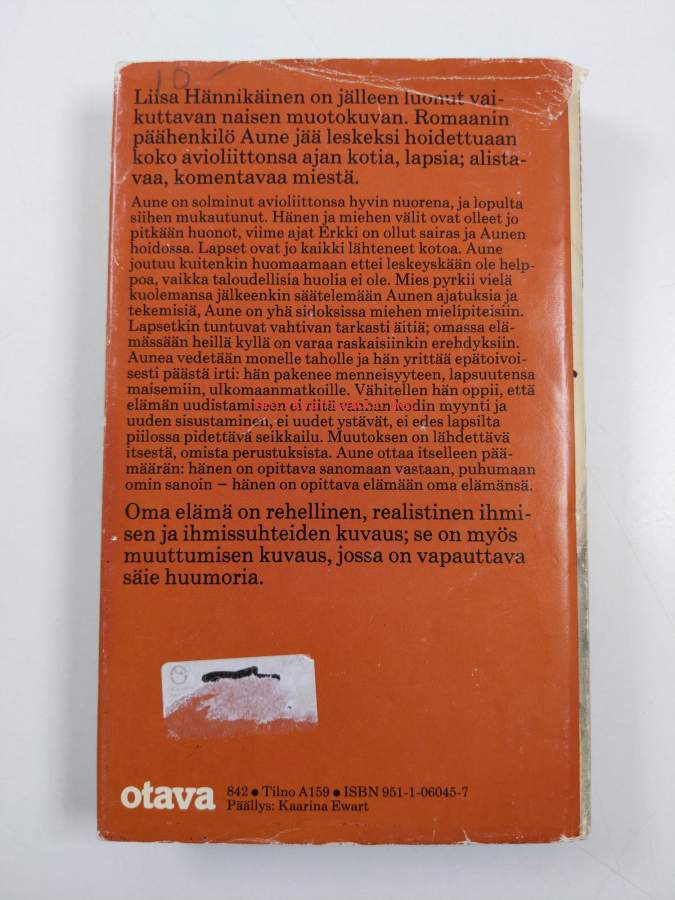 10
Liisa Hännikäinen on jälleen luonut vai-
kuttavan naisen muotokuvan. Romaanin
päähenkilö Aune jää leskeksi hoidettuaan
koko avioliittonsa ajan kotia, lapsia; alista-
vaa, komentavaa miestä.
Aune on solminut avioliittonsa hyvin nuorena, ja lopulta
siihen mukautunut. Hänen ja miehen välit ovat olleet jo
pitkään huonot, viime ajat Erkki on ollut sairas ja Aunen
hoidossa. Lapset ovat jo kaikki lähteneet kotoa. Aune
joutuu kuitenkin huomaamaan ettei leskeyskään ole help-
poa, vaikka taloudellisia huolia ei ole. Mies pyrkii vielä
kuolemansa jälkeenkin säätelemään Aunen ajatuksia ja
tekemisiä, Aune on yhä sidoksissa miehen mielipiteisiin.
Lapsetkin tuntuvat vahtivan tarkasti äitiä; omassa elä-
mässään heillä kyllä on varaa raskaisiinkin erehdyksiin.
Aunea vedetään monelle taholle ja hän yrittää epätoivoi-
sesti päästä irti: hän pakenee menneisyyteen, lapsuutensa
maisemiin, ulkomaanmatkoille. Vähitellen hän oppii, että
elämän uudistamiseen ei riitä vanhan kodin myynti ja
uuden sisustaminen, ei uudet ystävät, ei edes lapsilta
piilossa pidettävä seikkailu. Muutoksen on lähdettävä
itsestä, omista perustuksista. Aune ottaa itselleen pää-
määrän: hänen on opittava sanomaan vastaan, puhumaan
omin sanoin – hänen on opittava elämään oma elämänsä.
Oma elämä on rehellinen, realistinen ihmi-
sen ja ihmissuhteiden kuvaus; se on myös
muuttumisen kuvaus, jossa on vapauttava
säie huumoria.
otava
842 • Tilno A159 • ISBN 951-1-06045-7
Päällys: Kaarina Ewart